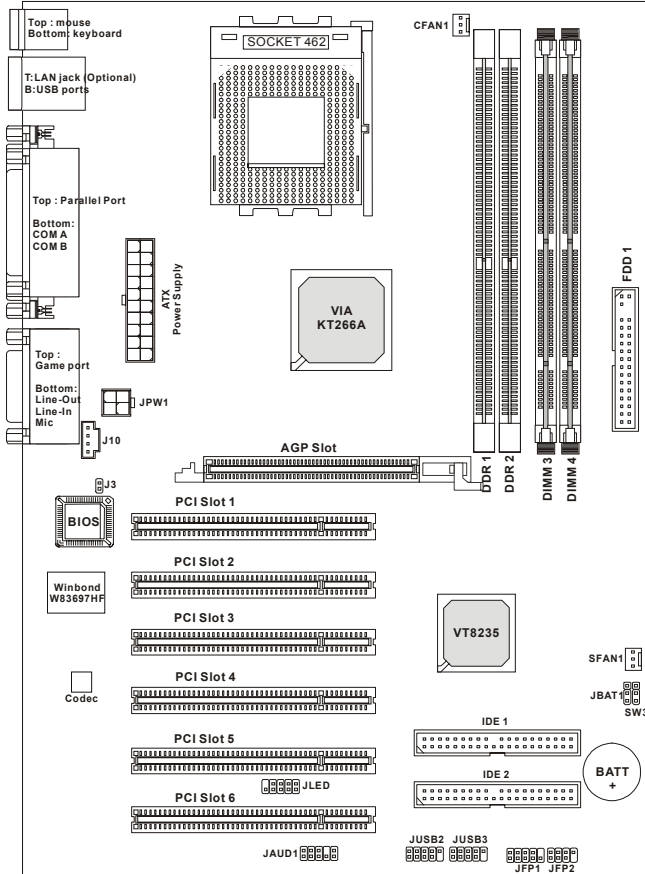 Top : mouse
Bottom: keyboard
T:LAN jack (Optional)
B:USB ports
Top : Parallel Port
Bottom:
COM A
COM B
Top :
Game port
Bottom:
Line-Out
Line-In
Mic
SOCKET 462
CFAN1
ATX
Power Supply
VIA
KT266A
FDD 1
JPW1
J10
AGP Slot
DDR 1
DDR 2
DIMM 3
DIMM 4
J3
BIOS
PCI Slot 1
Winbond
W83697HF
PCI Slot 2
PCI Slot 3
VT8235
SFAN1
Codec
PCI Slot 4
JBAT1
SW3
IDE 1
PCI Slot 5
JLED
IDE 2
BATT
+
PCI Slot 6
JAUD1
JUSB2
JUSB3
JFP1
JFP2